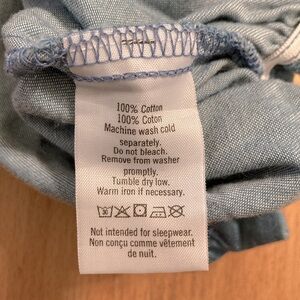 100% Cotton
100% Coton
Machine wash cold
separately.
Do not bleach.
Remove from washer
promptly.
Tumble dry low.
Warm iron if necessary.
Not intended for sleepwear.
Non conçu comme vêtement
de nuit.